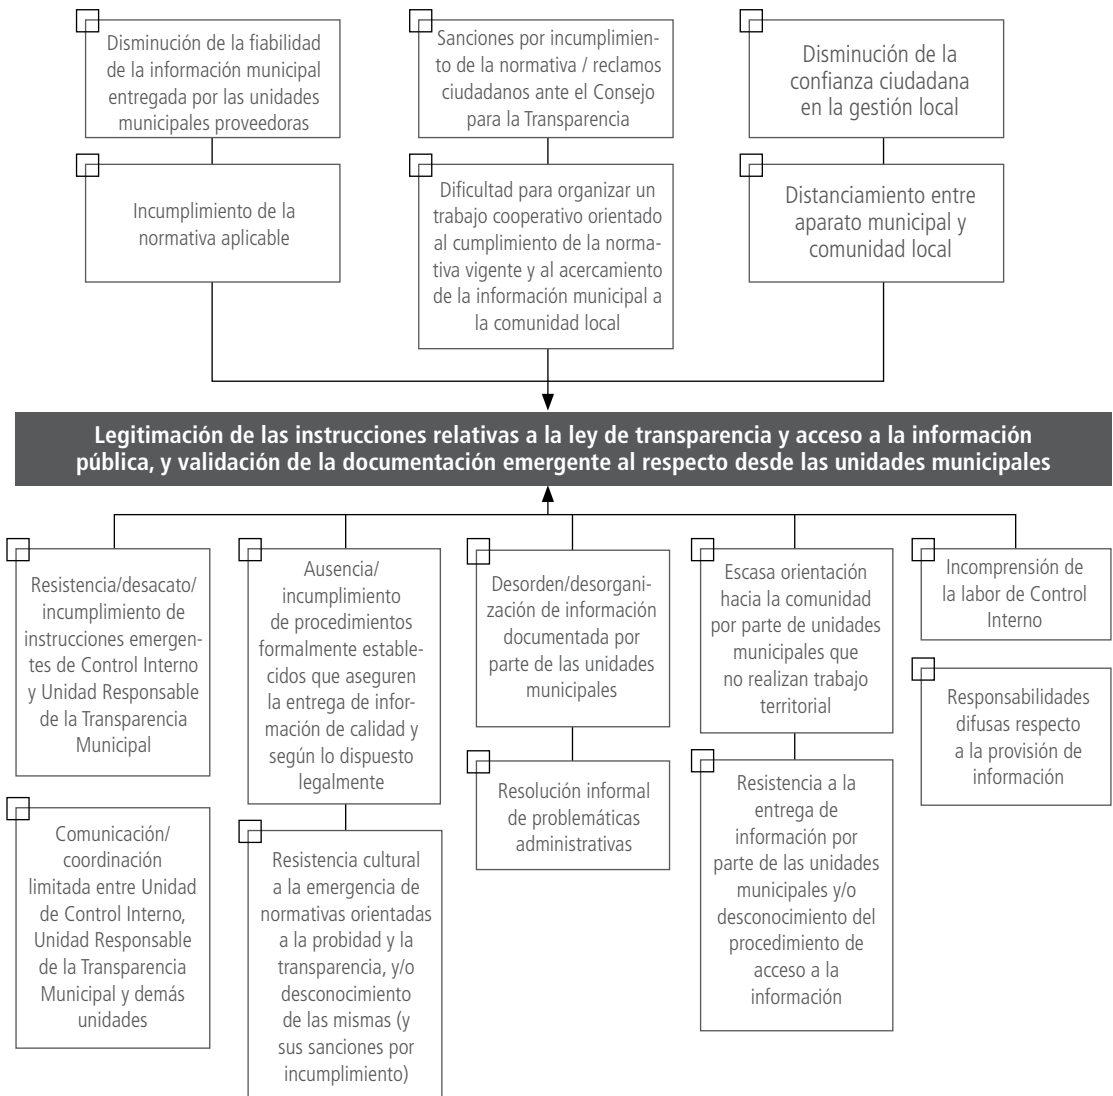 Disminución de la fiabilidad
de la información municipal
entregada por las unidades
municipales proveedoras
Sanciones por incumplimien-
to de la normativa / reclamos
ciudadanos ante el Consejo
para la Transparencia
Disminución de la
confianza ciudadana
en la gestión local
Incumplimiento de la
normativa aplicable
Dificultad para organizar un
trabajo cooperativo orientado
al cumplimiento de la norma-
tiva vigente y al acercamiento
de la información municipal a
la comunidad local
Distanciamiento entre
aparato municipal y
comunidad local
Legitimación de las instrucciones relativas a la ley de transparencia y acceso a la información
pública, y validación de la documentación emergente al respecto desde las unidades municipales
Resistencia/desacato/
incumplimiento de
instrucciones emergen-
tes de Control Interno
y Unidad Responsable
de la Transparencia
Municipal
Ausencia/
incumplimiento
de procedimientos
formalmente estable-
cidos que aseguren
la entrega de infor-
mación de calidad y
según lo dispuesto
legalmente
Desorden/desorgani-
zación de información
documentada por
parte de las unidades
municipales
Escasa orientación
hacia la comunidad
por parte de unidades
municipales que
no realizan trabajo
territorial
Incomprensión de
la labor de Control
Interno
Comunicación/
coordinación
limitada entre Unidad
de Control Interno,
Unidad Responsable
de la Transparencia
Municipal y demás
unidades
Resistencia cultural
a la emergencia de
normativas orientadas
a la probidad y la
transparencia, y/o
desconocimiento
de las mismas (y
sus sanciones por
incumplimiento)
Resolución informal
de problemáticas
administrativas
Resistencia a la
entrega de
información por
parte de las unidades
municipales y/o
desconocimiento del
procedimiento de
acceso a la
información
Responsabilidades
difusas respecto
a la provisión de
información